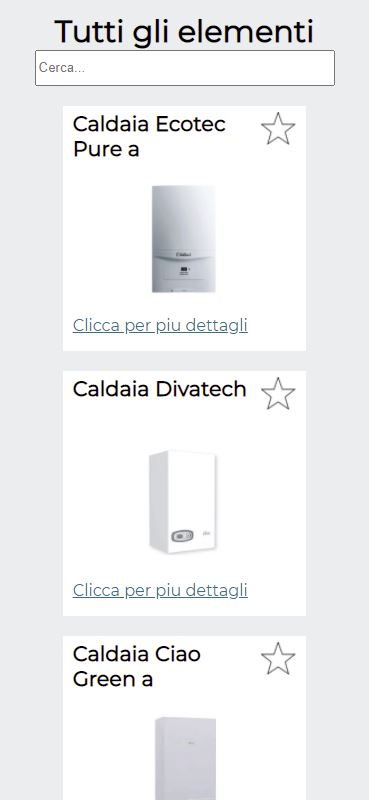 Tutti gli elementi
Cerca...
Caldaia Ecotec
Pure a
Clicca per piu dettagli
Caldaia Divatech
Clicca per piu dettagli
Caldaia Ciao
Green a